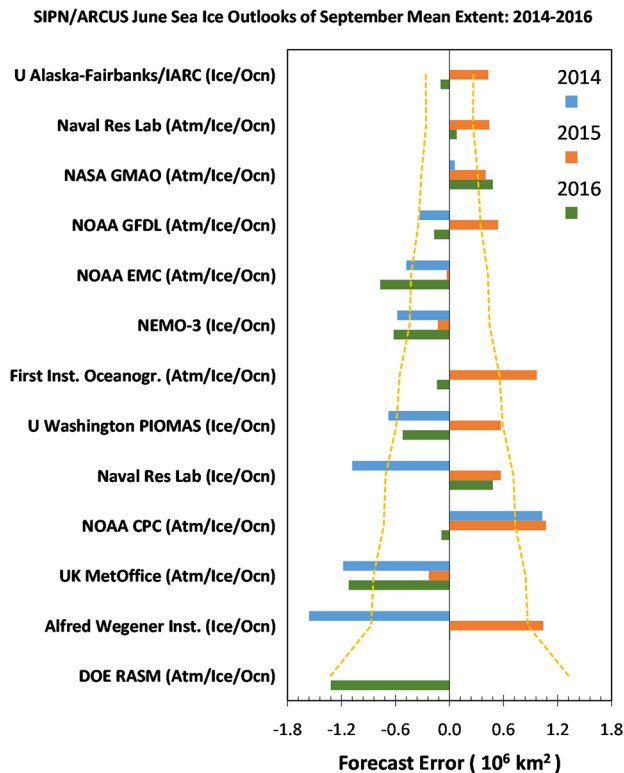 SIPN/ARCUS June Sea Ice Outlooks of September Mean Extent: 2014-2016
U Alaska-Fairbanks/IARC (Ice/Ocn)
2014
Naval Res Lab (Atm/Ice/Ocn)
2015
NASA GMAO (Atm/Ice/Ocn)
2016
NOAA GFDL (Atm/Ice/Ocn)
NOAA EMC (Atm/Ice/Ocn)
NEMO-3 (Ice/Ocn)
First Inst. Oceanogr. (Atm/Ice/Ocn)
U Washington PIOMAS (Ice/Ocn)
Naval Res Lab (Ice/Ocn)
NOAA CPC (Atm/Ice/Ocn)
UK MetOffice (Atm/Ice/Ocn)
Alfred Wegener Inst. (Ice/Ocn)
DOE RASM (Atm/Ice/Ocn)
-1.8 -1.2 -0.6 0.0 0.6 1.2 1.8
Forecast Error ( 10⁶ km²)